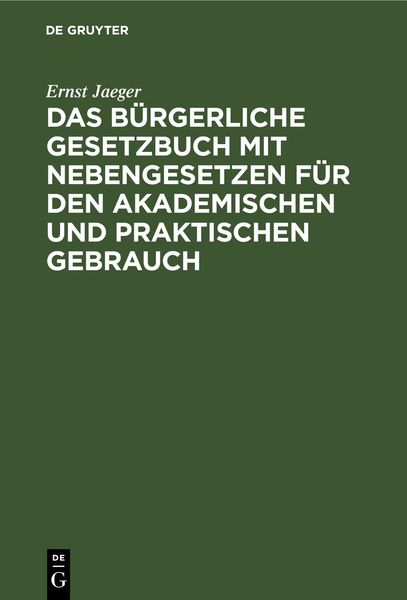 DE GRUYTER
Ernst Jaeger
DAS BÜRGERLICHE
GESETZBUCH MIT
NEBENGESETZEN FÜR
DEN AKADEMISCHEN
UND PRAKTISCHEN
GEBRAUCH
DE
G